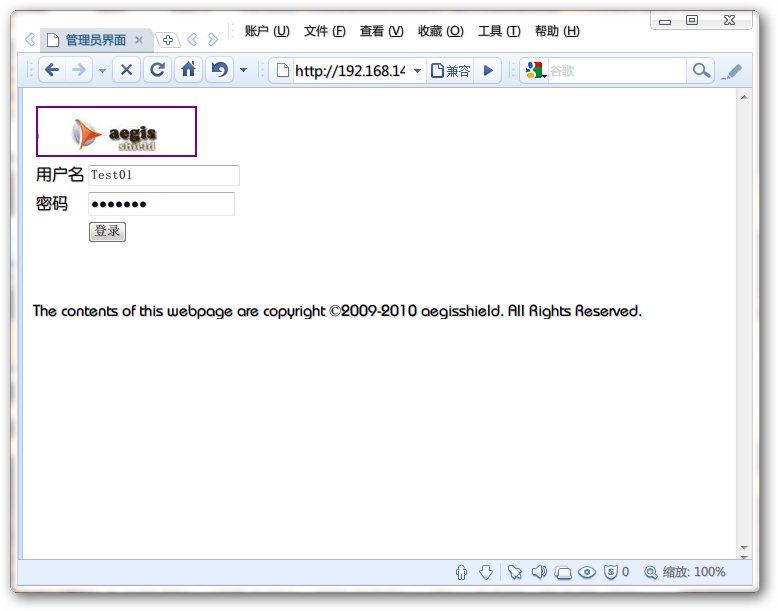 账户 (U) 文件 (F) 查看 (V) 收藏 (O) 工具 (T) 帮助 (H)
管理员界面
http://192.168.14 兼容 谷歌
aegis
shield
用户名 Test01
密码 •••••••
登录
The contents of this webpage are copyright ©2009-2010 aegisshield. All Rights Reserved.
0 缩放: 100%